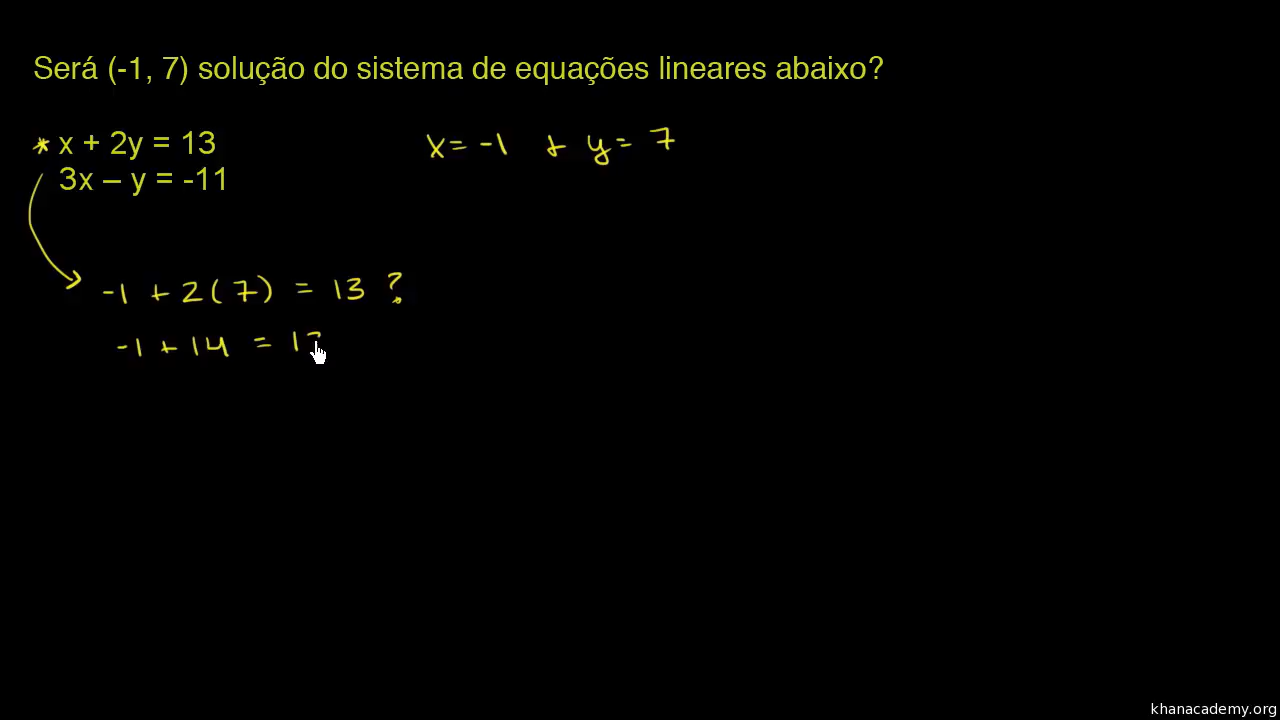 Será (-1, 7) solução do sistema de equações lineares abaixo?
* x + 2y = 13 x = -1 + y = 7
3x – y = -11
-1 + 2(7) = 13 ?
-1 + 14 = 13
khanacademy.org